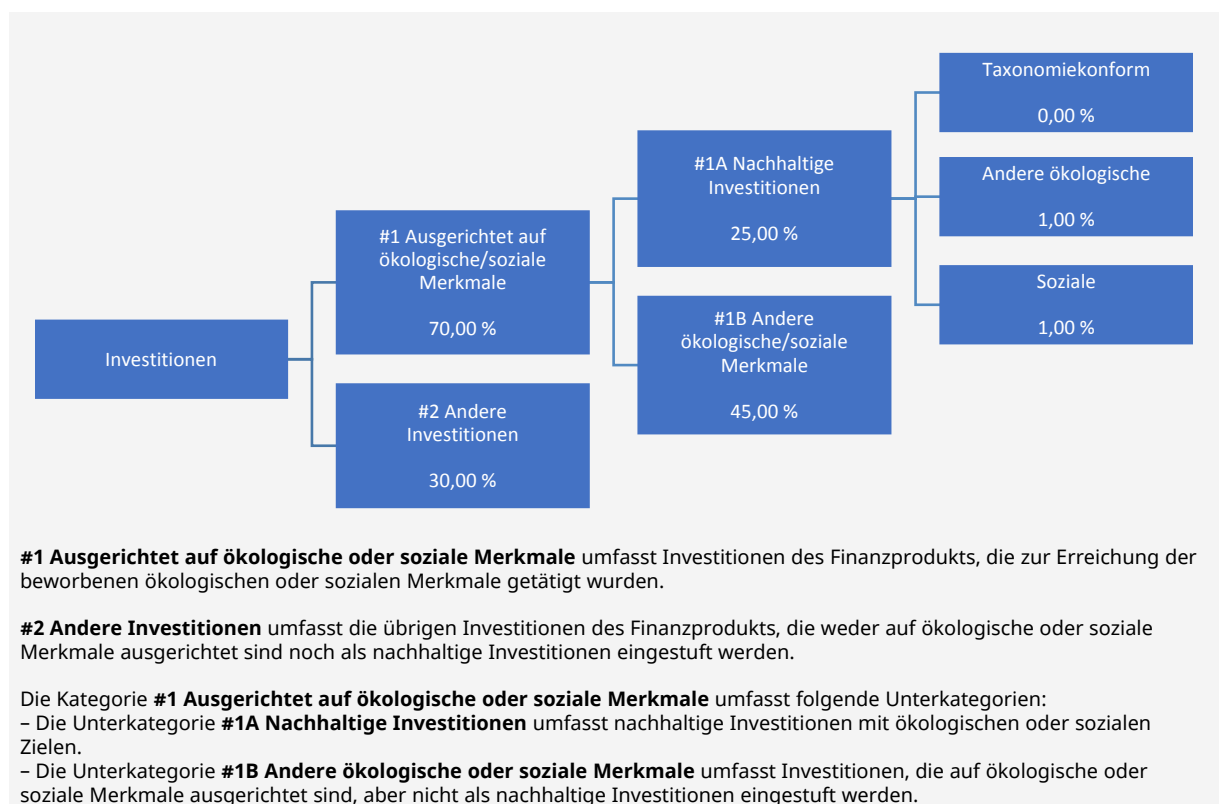 Investitionen
#1 Ausgerichtet auf
ökologische/soziale
Merkmale
70,00 %
#2 Andere
Investitionen
30,00 %
#1A Nachhaltige
Investitionen
25,00 %
#1B Andere
ökologische/soziale
Merkmale
45,00 %
Taxonomiekonform
0,00 %
Andere ökologische
1,00 %
Soziale
1,00 %
#1 Ausgerichtet auf ökologische oder soziale Merkmale umfasst Investitionen des Finanzprodukts, die zur Erreichung der
beworbenen ökologischen oder sozialen Merkmale getätigt wurden.
#2 Andere Investitionen umfasst die übrigen Investitionen des Finanzprodukts, die weder auf ökologische oder soziale
Merkmale ausgerichtet sind noch als nachhaltige Investitionen eingestuft werden.
Die Kategorie #1 Ausgerichtet auf ökologische oder soziale Merkmale umfasst folgende Unterkategorien:
– Die Unterkategorie #1A Nachhaltige Investitionen umfasst nachhaltige Investitionen mit ökologischen oder sozialen
Zielen.
– Die Unterkategorie #1B Andere ökologische oder soziale Merkmale umfasst Investitionen, die auf ökologische oder
soziale Merkmale ausgerichtet sind, aber nicht als nachhaltige Investitionen eingestuft werden.